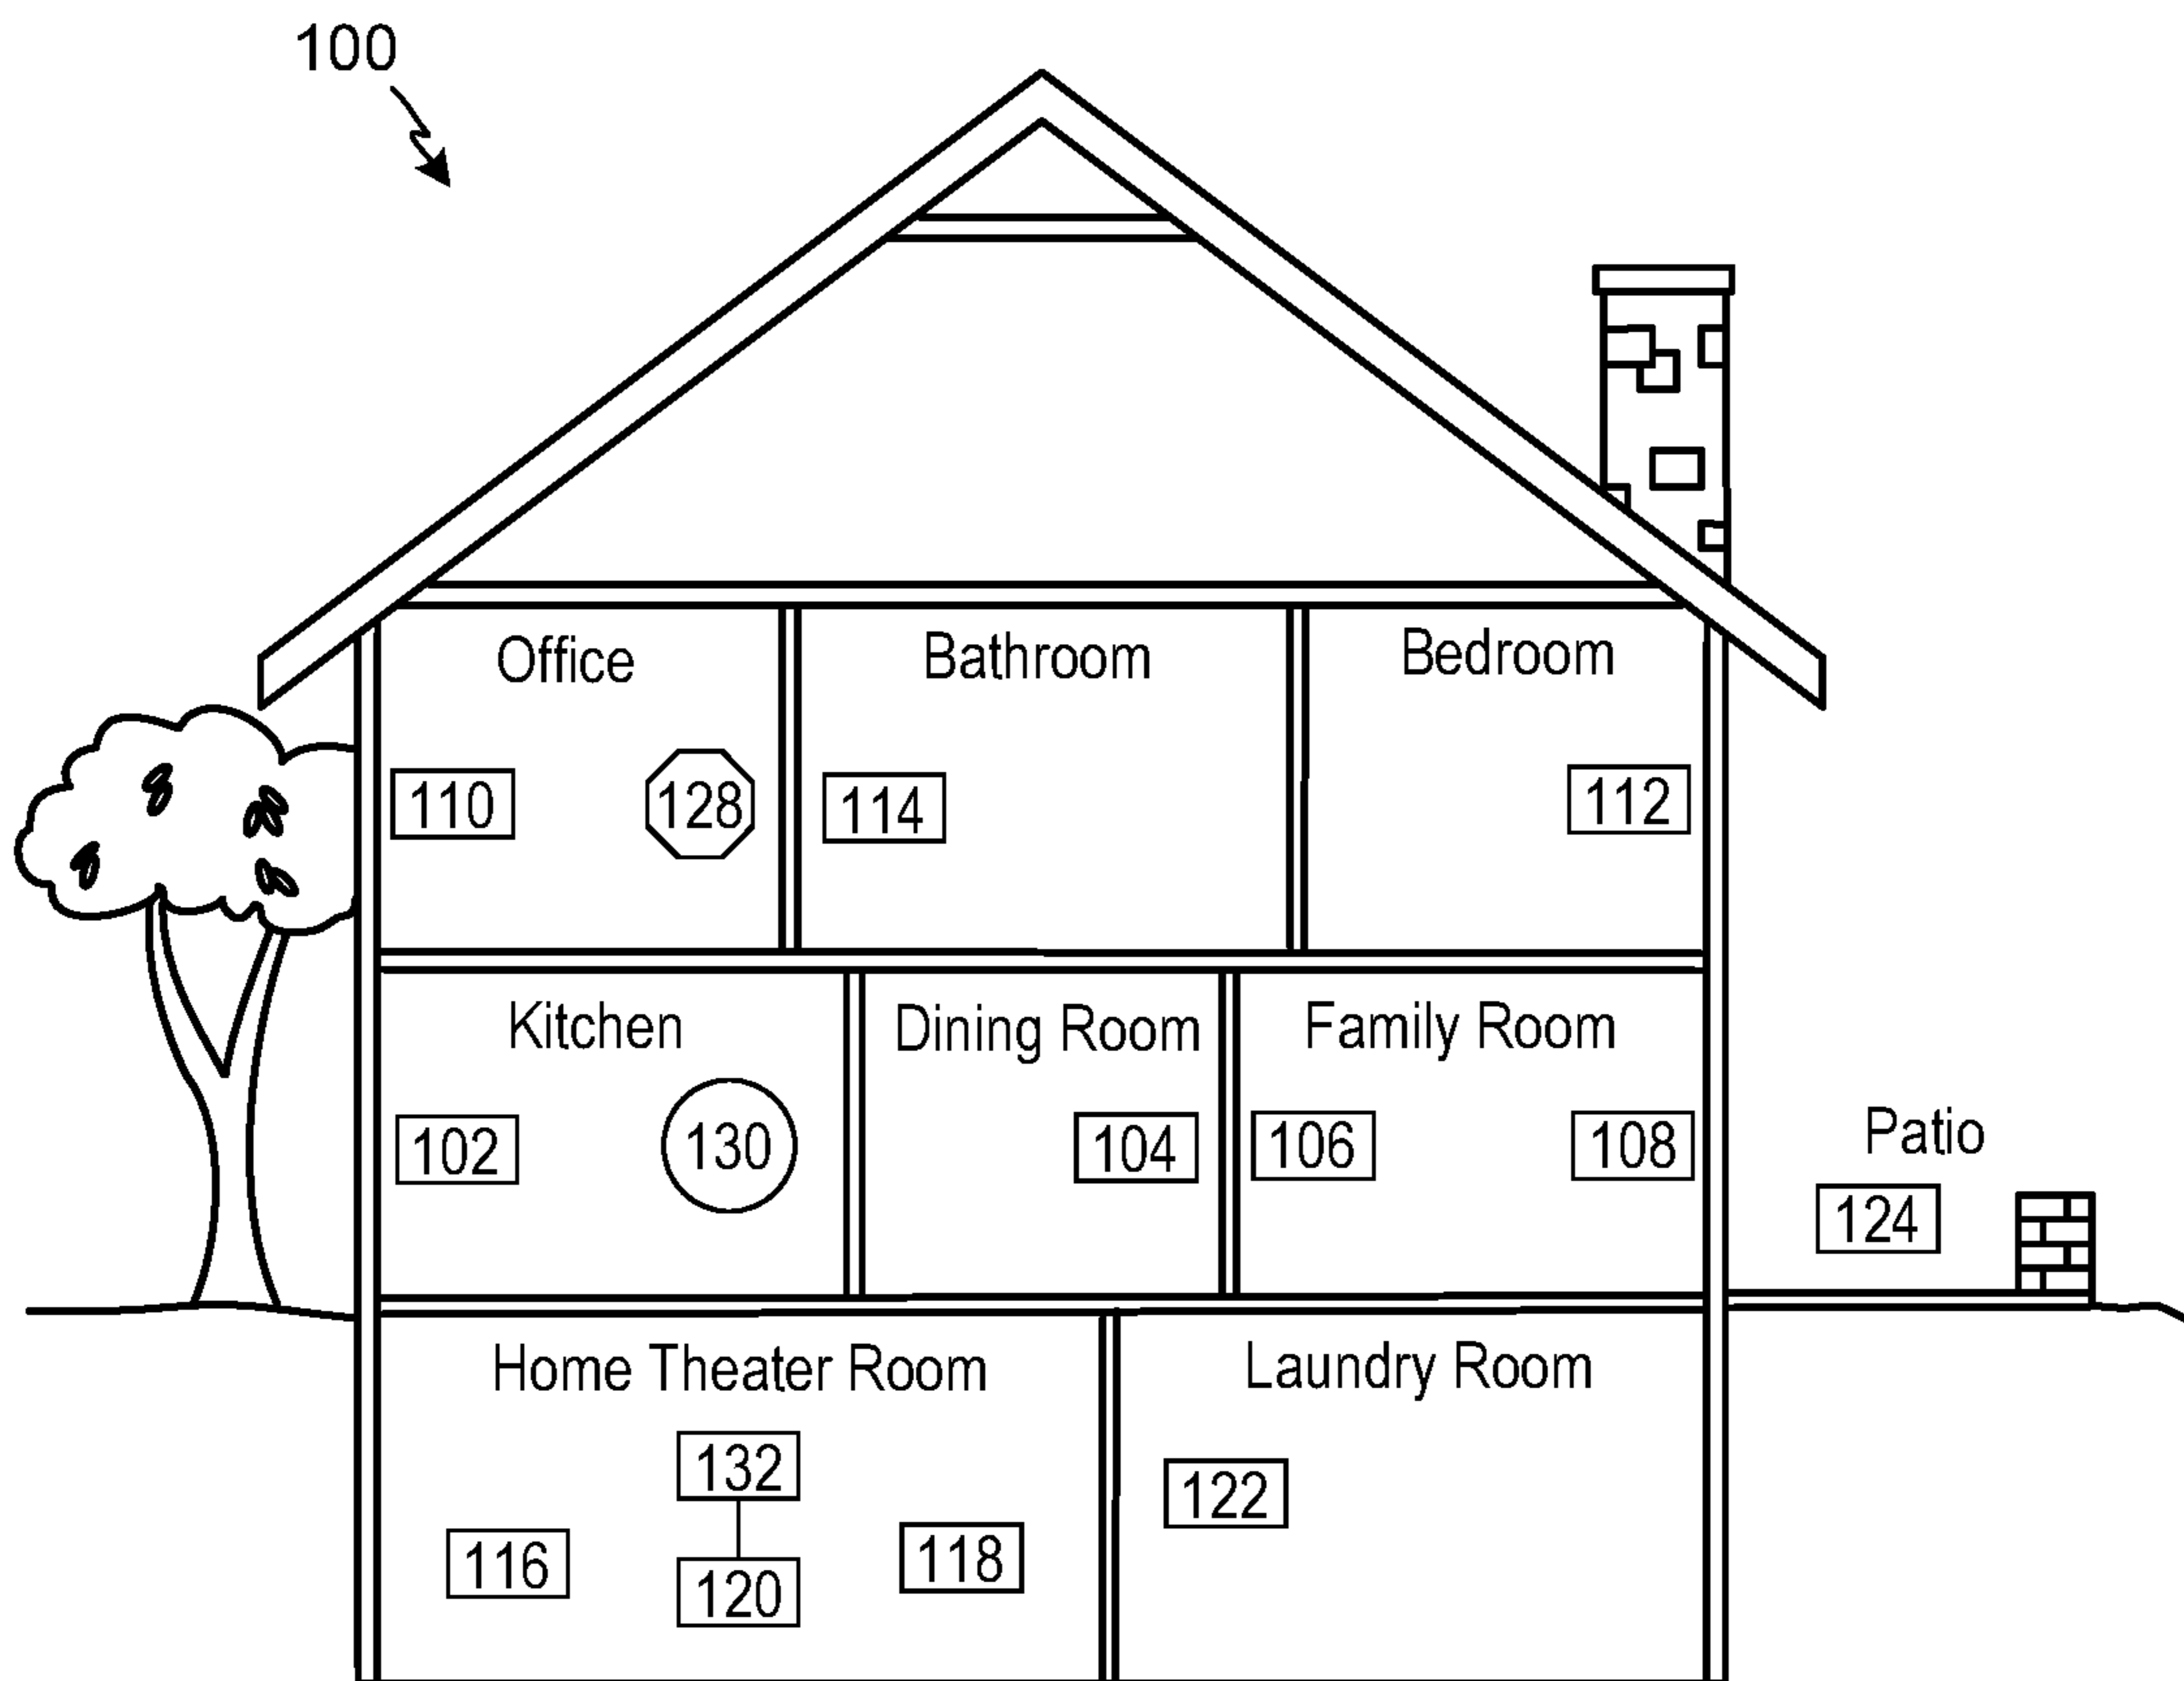 100
Office
Bathroom
Bedroom
110
128
114
112
Kitchen
Dining Room
Family Room
102
130
104
106
108
Patio
124
Home Theater Room
Laundry Room
132
122
116
120
118